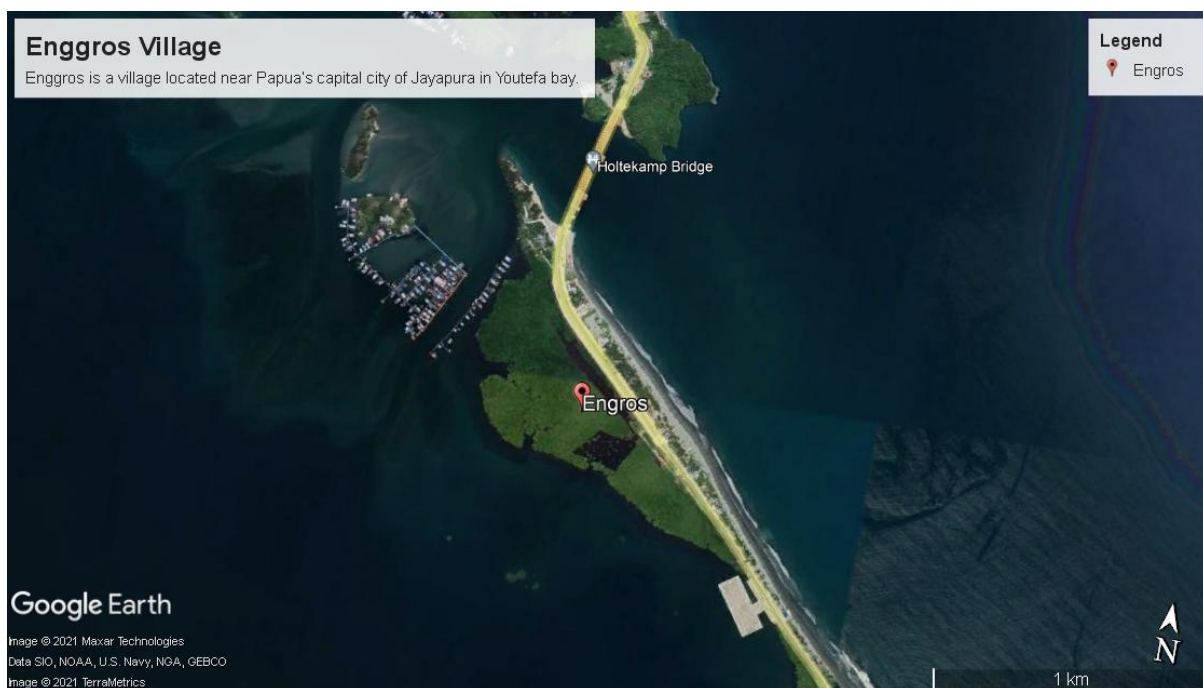 Enggros Village
Enggros is a village located near Papua's capital city of Jayapura in Youtefa bay.
Legend
Engros
Holtekamp Bridge
Engros
Google Earth
Image © 2021 Maxar Technologies
Data SIO, NOAA, U.S. Navy, NGA, GEBCO
Image © 2021 TerraMetrics
N
1 km